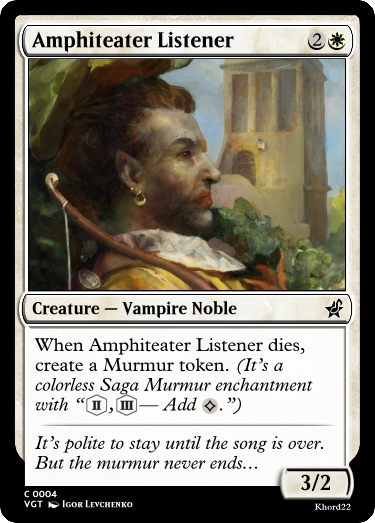 Amphiteater Listener 2
Creature — Vampire Noble
When Amphiteater Listener dies,
create a Murmur token. (It's a
colorless Saga Murmur enchantment
with “II, III— Add ◇.”)
It's polite to stay until the song is over.
But the murmur never ends…
3/2
C 0004
VGT Igor Levchenko
Khord22